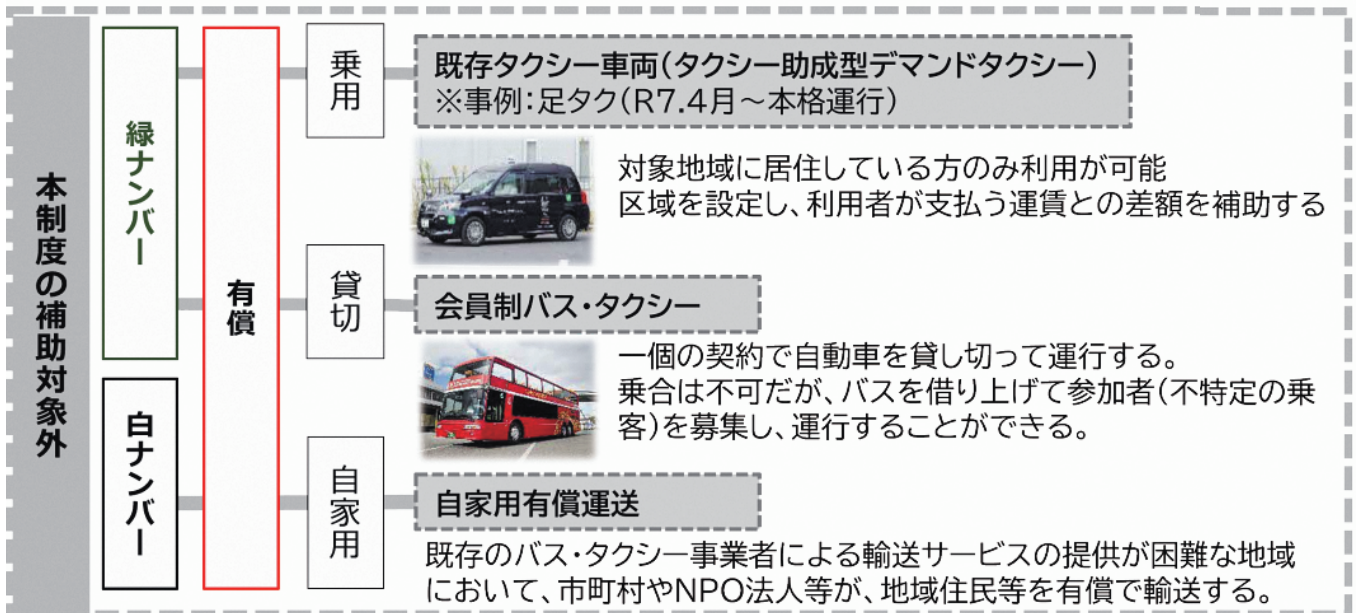 本制度の補助対象外
緑ナンバー
白ナンバー
有償
乗用
既存タクシー車両(タクシー助成型デマンドタクシー)
※事例:足タク(R7.4月～本格運行)
対象地域に居住している方のみ利用が可能
区域を設定し、利用者が支払う運賃との差額を補助する
貸切
会員制バス・タクシー
一個の契約で自動車を貸し切って運行する。
乗合は不可だが、バスを借り上げて参加者(不特定の乗
客)を募集し、運行することができる。
自家用
自家用有償運送
既存のバス・タクシー事業者による輸送サービスの提供が困難な地域
において、市町村やNPO法人等が、地域住民等を有償で輸送する。